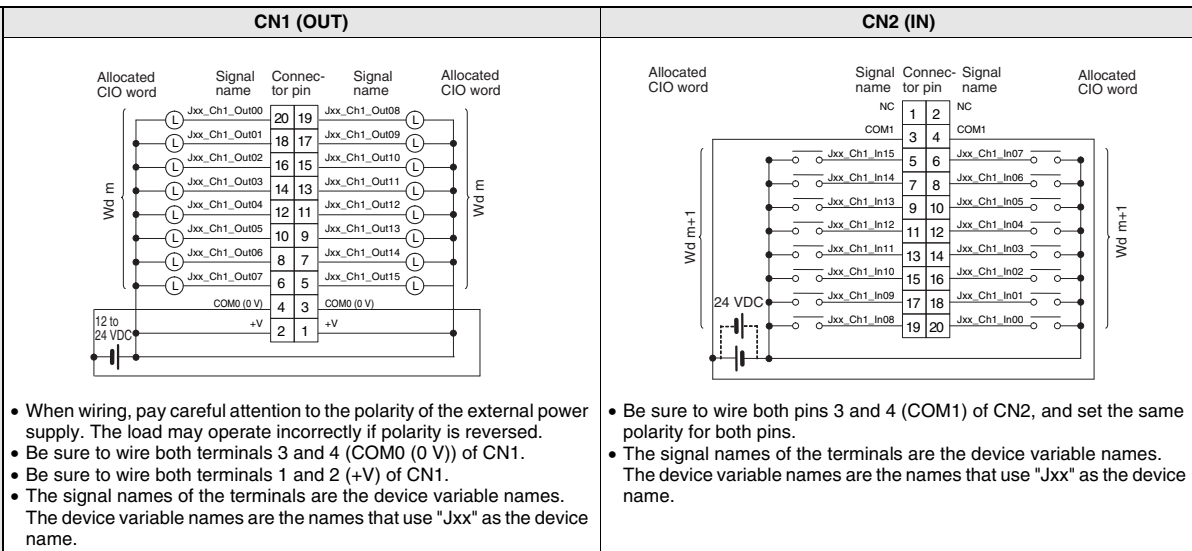 CN1 (OUT)
Allocated CIO word
Signal name
Connec-tor pin
Signal name
Allocated CIO word
Jxx_Ch1_Out00 20 19 Jxx_Ch1_Out08
L L
Jxx_Ch1_Out01 18 17 Jxx_Ch1_Out09
L L
Jxx_Ch1_Out02 16 15 Jxx_Ch1_Out10
L L
Jxx_Ch1_Out03 14 13 Jxx_Ch1_Out11
L L
Jxx_Ch1_Out04 12 11 Jxx_Ch1_Out12
L L
Jxx_Ch1_Out05 10 9 Jxx_Ch1_Out13
L L
Jxx_Ch1_Out06 8 7 Jxx_Ch1_Out14
L L
Jxx_Ch1_Out07 6 5 Jxx_Ch1_Out15
L L
COM0 (0 V) 4 3 COM0 (0 V)
+V 2 1 +V
Wd m
Wd m
12 to
24 VDC
• When wiring, pay careful attention to the polarity of the external power
supply. The load may operate incorrectly if polarity is reversed.
• Be sure to wire both terminals 3 and 4 (COM0 (0 V)) of CN1.
• Be sure to wire both terminals 1 and 2 (+V) of CN1.
• The signal names of the terminals are the device variable names.
The device variable names are the names that use "Jxx" as the device
name.
CN2 (IN)
Allocated CIO word
Signal name
Connec-tor pin
Signal name
Allocated CIO word
NC 1 2 NC
COM1 3 4 COM1
Jxx_Ch1_In15 5 6 Jxx_Ch1_In07
Jxx_Ch1_In14 7 8 Jxx_Ch1_In06
Jxx_Ch1_In13 9 10 Jxx_Ch1_In05
Jxx_Ch1_In12 11 12 Jxx_Ch1_In04
Jxx_Ch1_In11 13 14 Jxx_Ch1_In03
Jxx_Ch1_In10 15 16 Jxx_Ch1_In02
Jxx_Ch1_In09 17 18 Jxx_Ch1_In01
Jxx_Ch1_In08 19 20 Jxx_Ch1_In00
Wd m+1
Wd m+1
24 VDC
• Be sure to wire both pins 3 and 4 (COM1) of CN2, and set the same
polarity for both pins.
• The signal names of the terminals are the device variable names.
The device variable names are the names that use "Jxx" as the device
name.